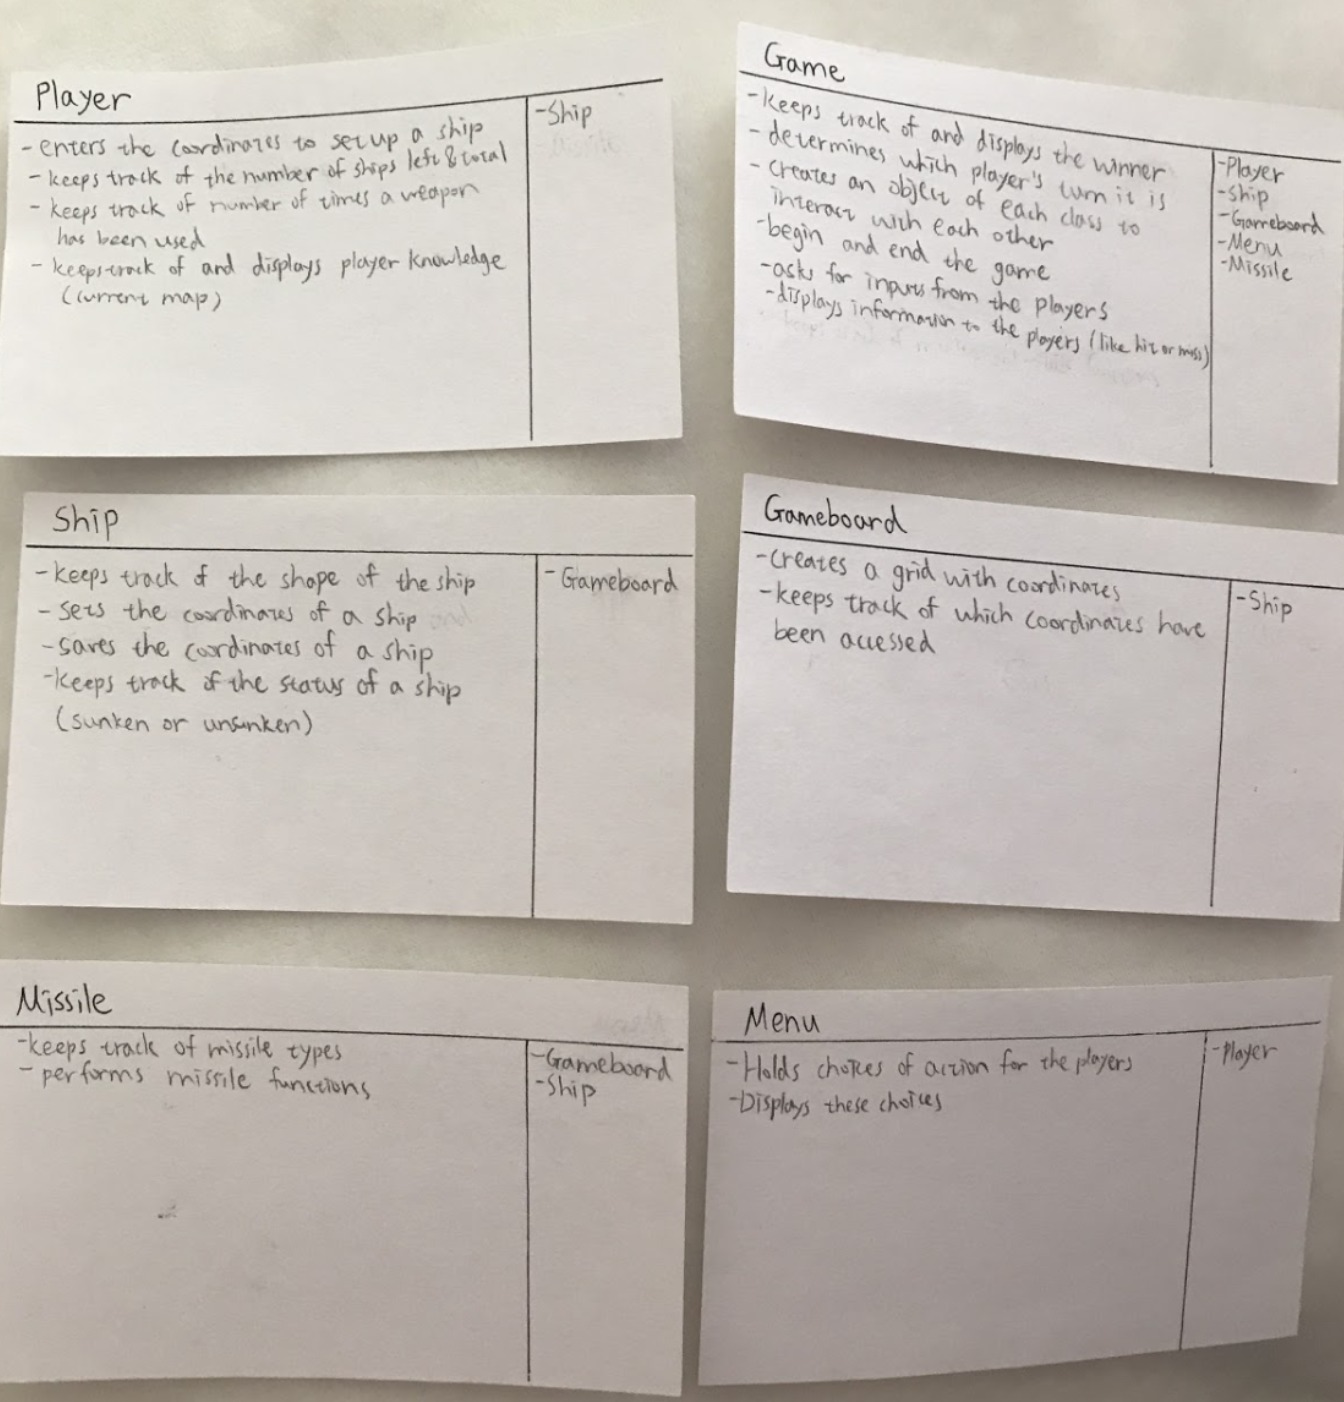 Player
-enters the coordinates to set up a ship
- keeps track of the number of ships left & total
- keeps track of number of times a weapon
has been used
- keeps track of and displays player knowledge
(current map)
-Ship
Game
-keeps track of and displays the winner
- determines which player's turn it is
- creates an object of each class to
interact with each other
-begin and end the game
-asks for inputs from the players
-displays information to the players (like hit or miss)
-Player
-Ship
-Gameboard
-Menu
-Missile
Ship
-keeps track of the shape of the ship
- sets the coordinates of a ship
-saves the coordinates of a ship
-keeps track of the status of a ship
(sunken or unsunken)
- Gameboard
Gameboard
-creates a grid with coordinates
-keeps track of which coordinates have
been accessed
-Ship
Missile
-keeps track of missile types
- performs missile functions
-Gameboard
-Ship
Menu
-Holds choices of action for the players
-Displays these choices
-Player